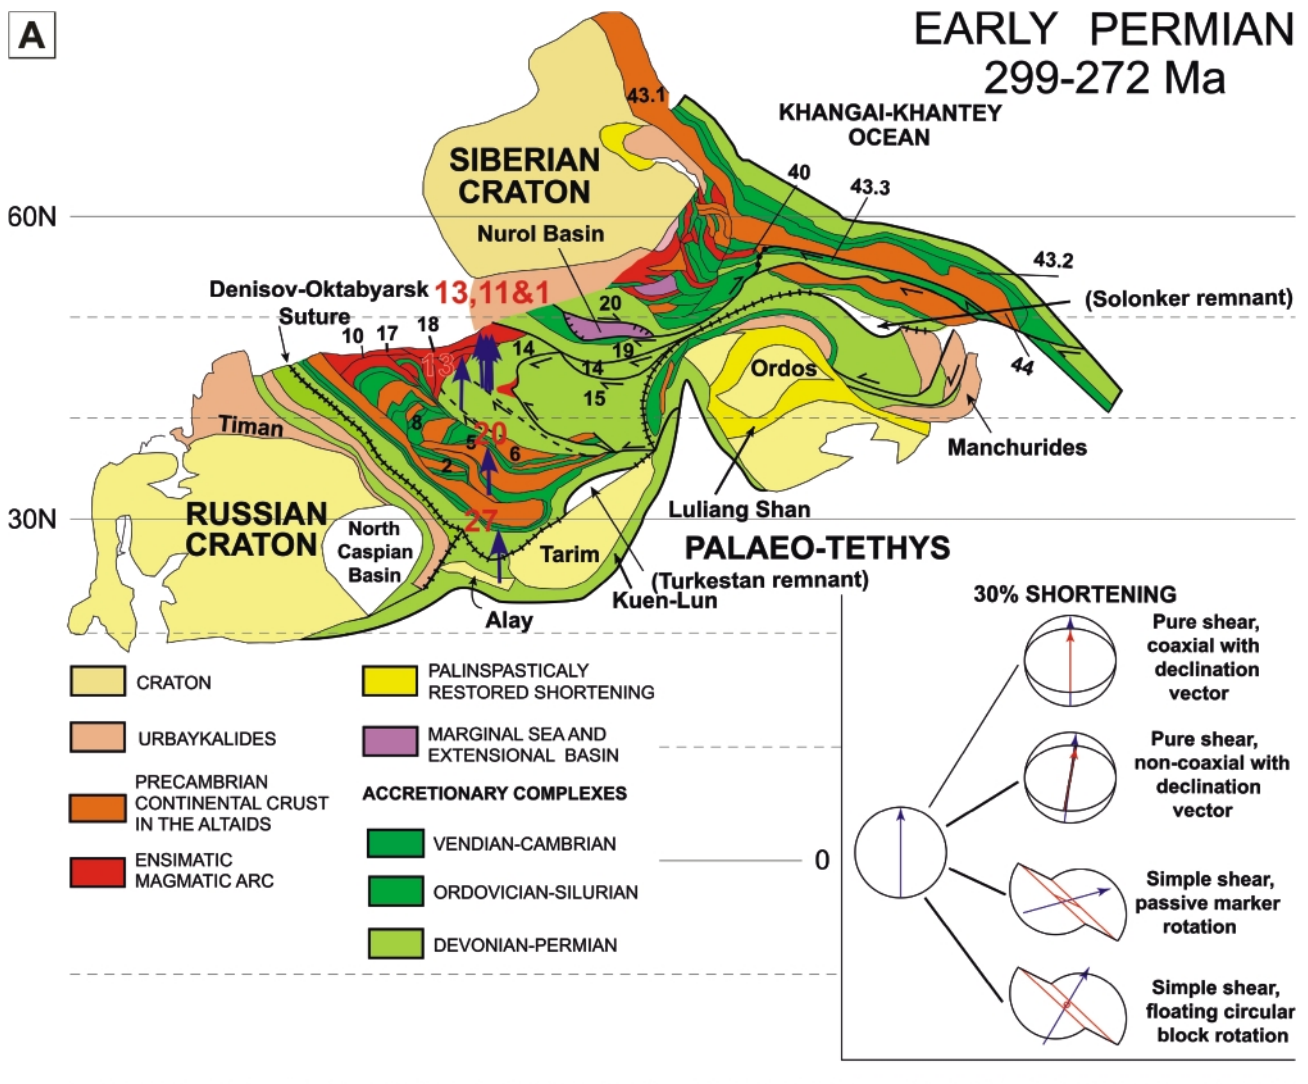 A
EARLY PERMIAN
299-272 Ma
43.1
KHANGAI-KHANTEY
OCEAN
SIBERIAN
CRATON
40
43.3
60N
Nurol Basin
43.2
Denisov-Oktabyarsk
Suture
13,11&1
(Solonker remnant)
20
10
17
18
13
14
19
14
15
Ordos
44
8
5
20
6
2
Timan
Manchurides
Luliang Shan
30N
RUSSIAN
CRATON
27
North
Caspian
Basin
Tarim
PALAEO-TETHYS
(Turkestan remnant)
Kuen-Lun
Alay
CRATON
URBAYKALIDES
PRECAMBRIAN
CONTINENTAL CRUST
IN THE ALTAIDS
ENSIMATIC
MAGMATIC ARC
PALINSPASTICALY
RESTORED SHORTENING
MARGINAL SEA AND
EXTENSIONAL BASIN
ACCRETIONARY COMPLEXES
VENDIAN-CAMBRIAN
ORDOVICIAN-SILURIAN
DEVONIAN-PERMIAN
0
30% SHORTENING
Pure shear,
coaxial with
declination
vector
Pure shear,
non-coaxial with
declination
vector
Simple shear,
passive marker
rotation
Simple shear,
floating circular
block rotation